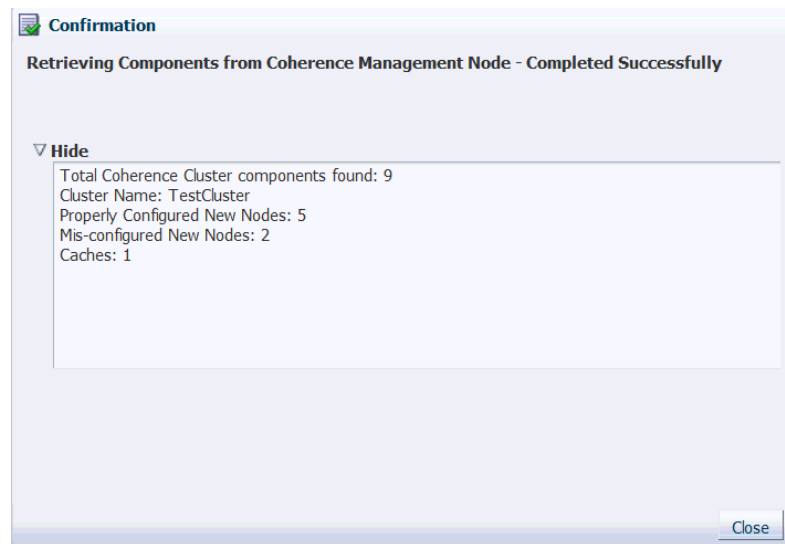 Confirmation
Retrieving Components from Coherence Management Node - Completed Successfully
Hide
Total Coherence Cluster components found: 9
Cluster Name: TestCluster
Properly Configured New Nodes: 5
Mis-configured New Nodes: 2
Caches: 1
Close